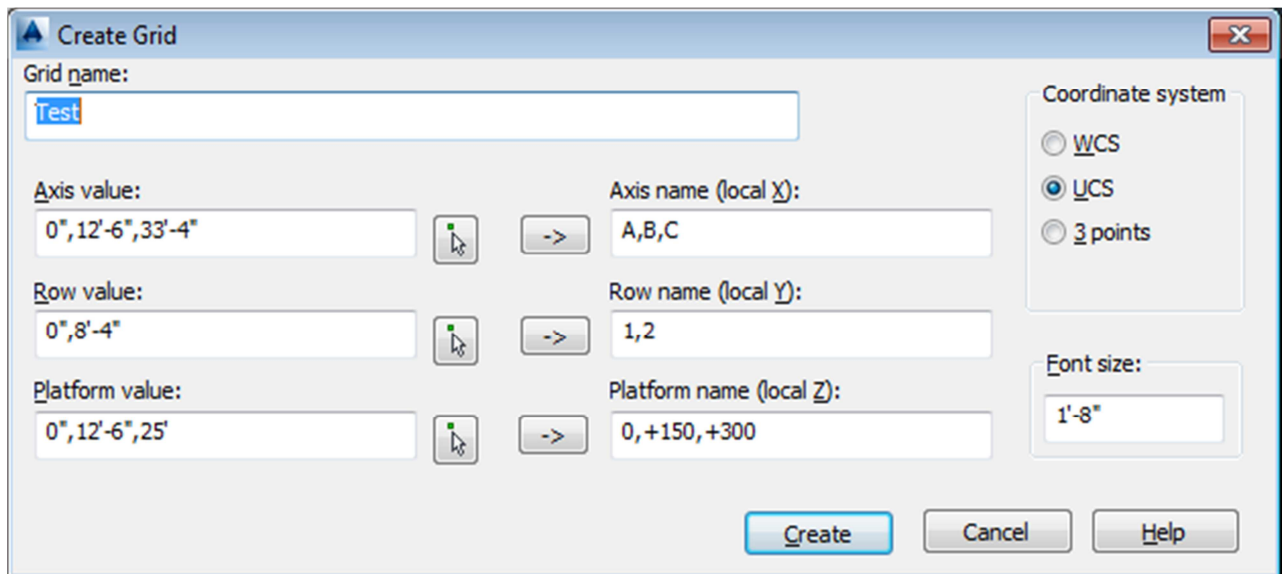 Create Grid
Grid name:
Test
Coordinate system
WCS
UCS
3 points
Axis value:
Axis name (local X):
0",12'-6",33'-4"
->
A,B,C
Row value:
Row name (local Y):
0",8'-4"
->
1,2
Platform value:
Platform name (local Z):
0",12'-6",25'
->
0,+150,+300
Font size:
1'-8"
Create
Cancel
Help